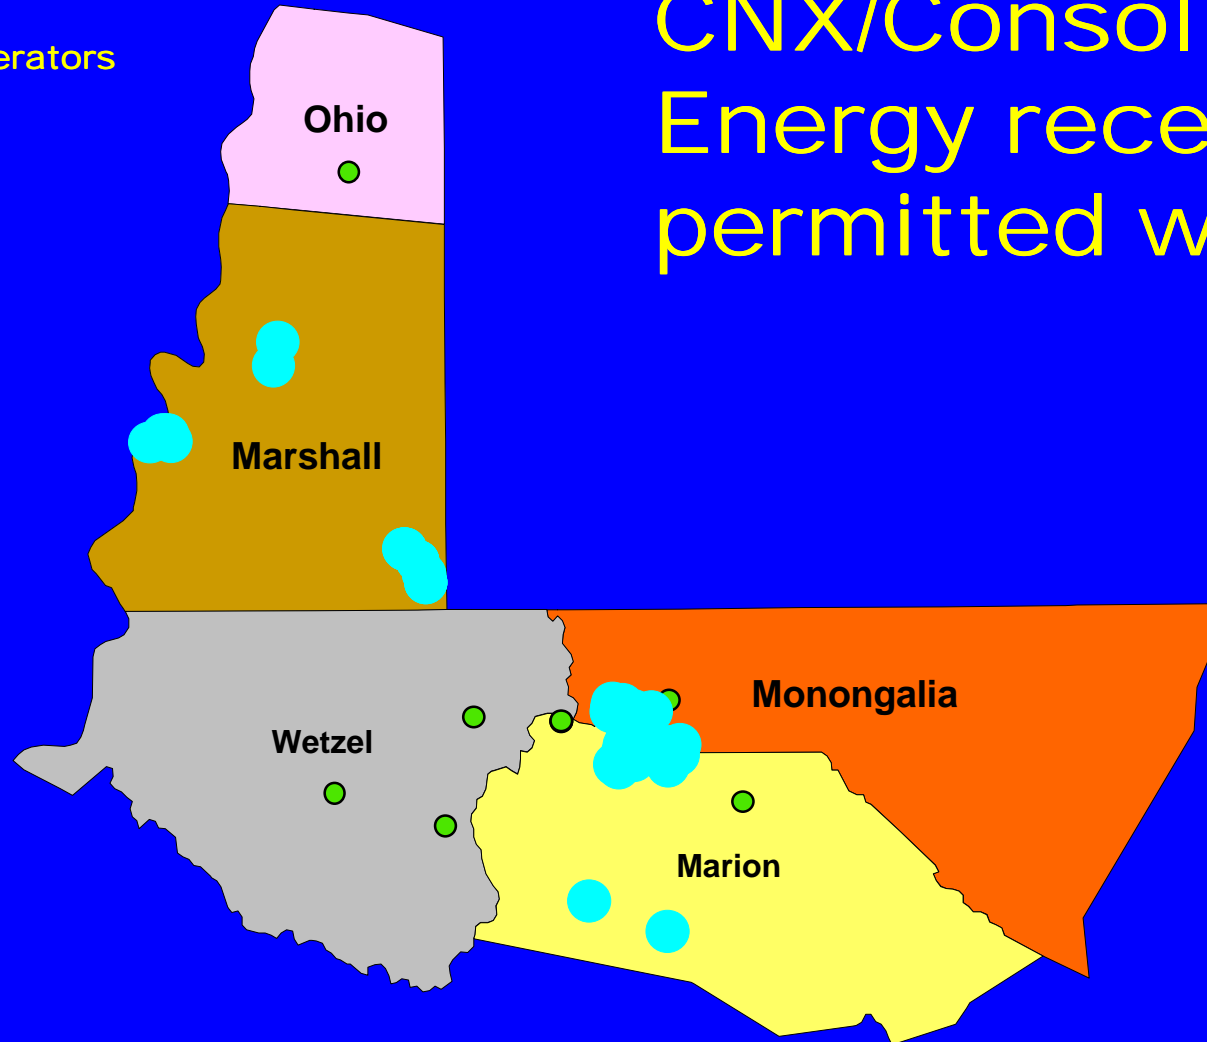 erators
CNX/Consol
Energy rece
permitted w
Ohio
Marshall
Monongalia
Wetzel
Marion